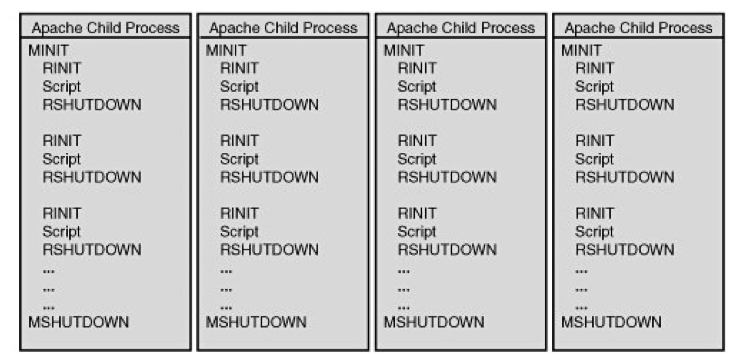 Apache Child Process
MINIT
RINIT
Script
RSHUTDOWN
RINIT
Script
RSHUTDOWN
RINIT
Script
RSHUTDOWN
...
...
...
MSHUTDOWN
Apache Child Process
MINIT
RINIT
Script
RSHUTDOWN
RINIT
Script
RSHUTDOWN
RINIT
Script
RSHUTDOWN
...
...
...
MSHUTDOWN
Apache Child Process
MINIT
RINIT
Script
RSHUTDOWN
RINIT
Script
RSHUTDOWN
RINIT
Script
RSHUTDOWN
...
...
...
MSHUTDOWN
Apache Child Process
MINIT
RINIT
Script
RSHUTDOWN
RINIT
Script
RSHUTDOWN
RINIT
Script
RSHUTDOWN
...
...
...
MSHUTDOWN